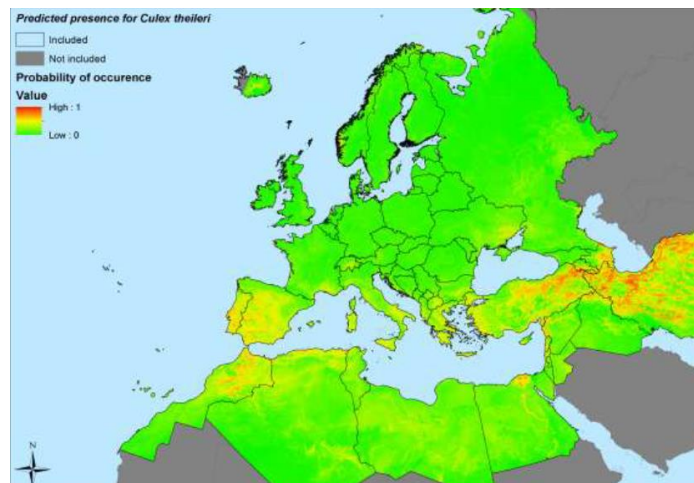 Predicted presence for Culex theileri
Included
Not included
Probability of occurence
Value
High : 1
Low : 0
N